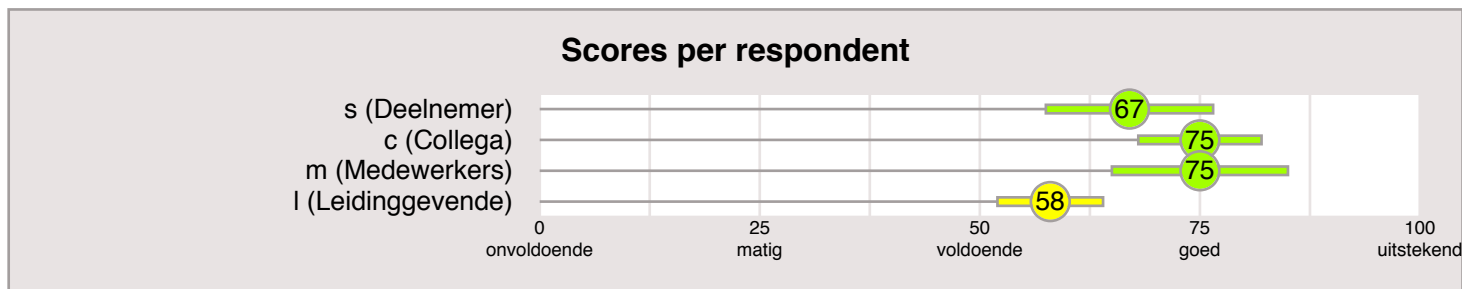 Scores per respondent
s (Deelnemer) 67
c (Collega) 75
m (Medewerkers) 75
l (Leidinggevende) 58
0 25 50 75 100
onvoldoende matig voldoende goed uitstekend